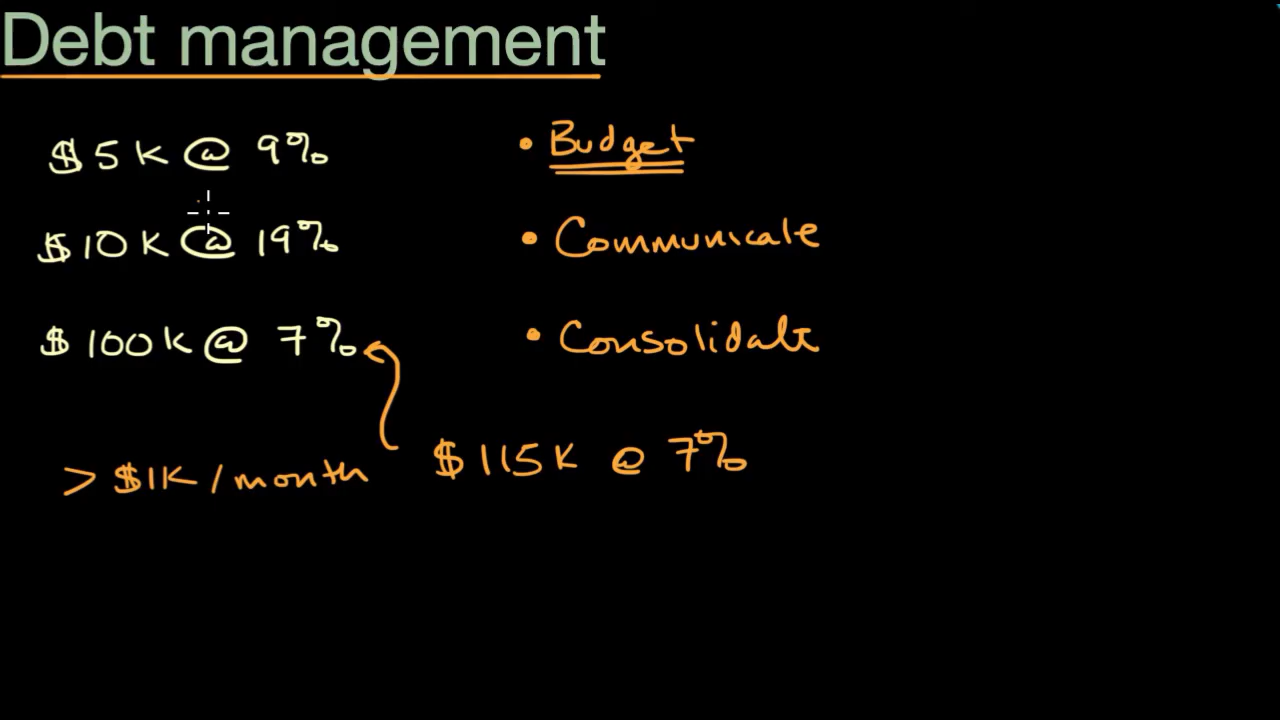 Debt management
$5K @ 9%
$10K @ 19%
$100K @ 7%
> $1K/month
• Budget
• Communicate
• Consolidate
$115K @ 7%